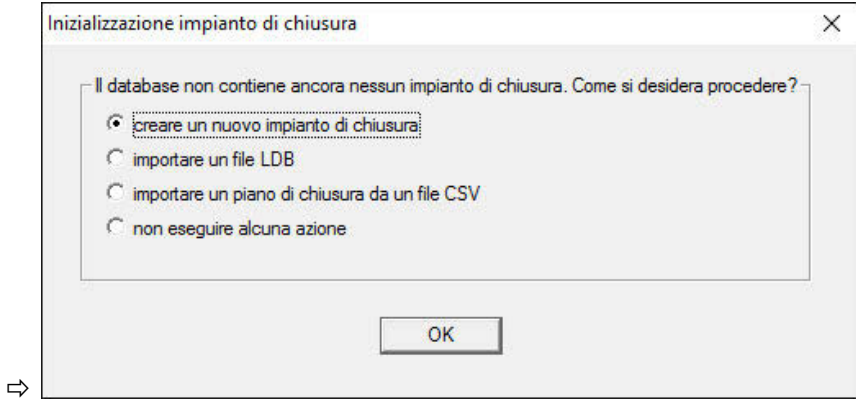 Inizializzazione impianto di chiusura
Il database non contiene ancora nessun impianto di chiusura. Come si desidera procedere?
creare un nuovo impianto di chiusura
importare un file LDB
importare un piano di chiusura da un file CSV
non eseguire alcuna azione
OK